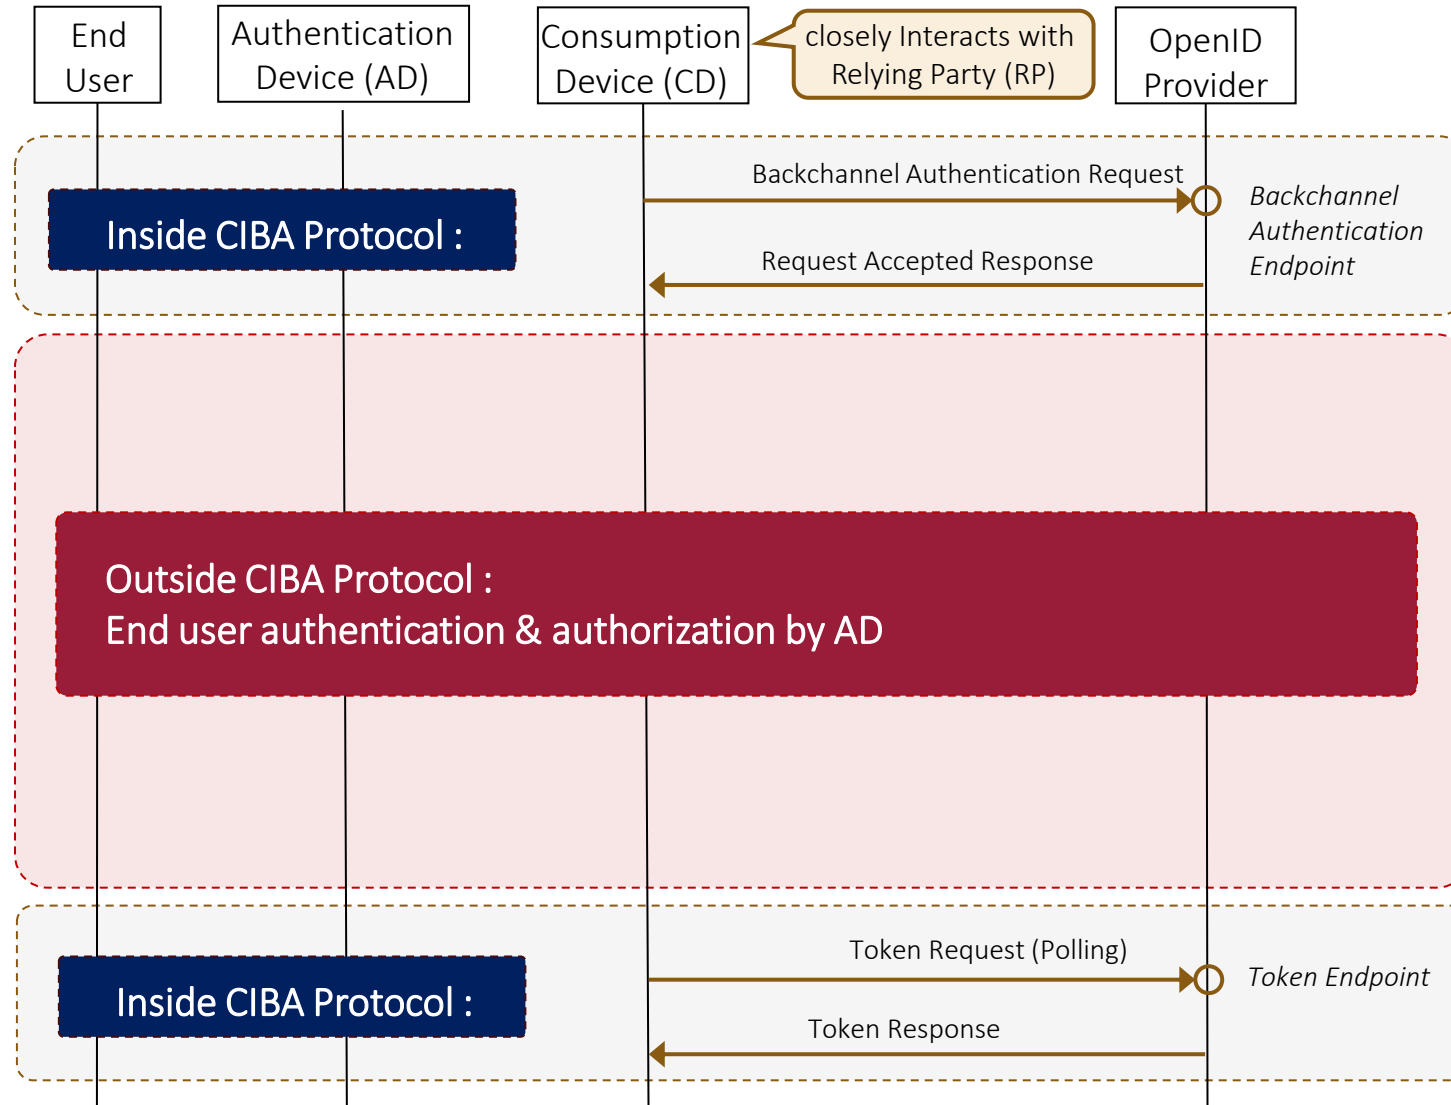 End
User
Authentication
Device (AD)
Consumption
Device (CD)
closely Interacts with
Relying Party (RP)
OpenID
Provider
Backchannel Authentication Request
Backchannel
Authentication
Endpoint
Inside CIBA Protocol :
Request Accepted Response
Outside CIBA Protocol :
End user authentication & authorization by AD
Token Request (Polling)
Token Endpoint
Inside CIBA Protocol :
Token Response